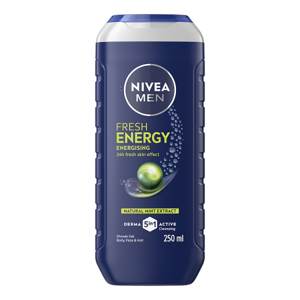 NIVEA
MEN
FRESH
ENERGY
ENERGISING
24h fresh skin effect
NATURAL MINT EXTRACT
DERMA 5in1 ACTIVE
Cleansing
Shower Gel
Body, Face & Hair
250 ml